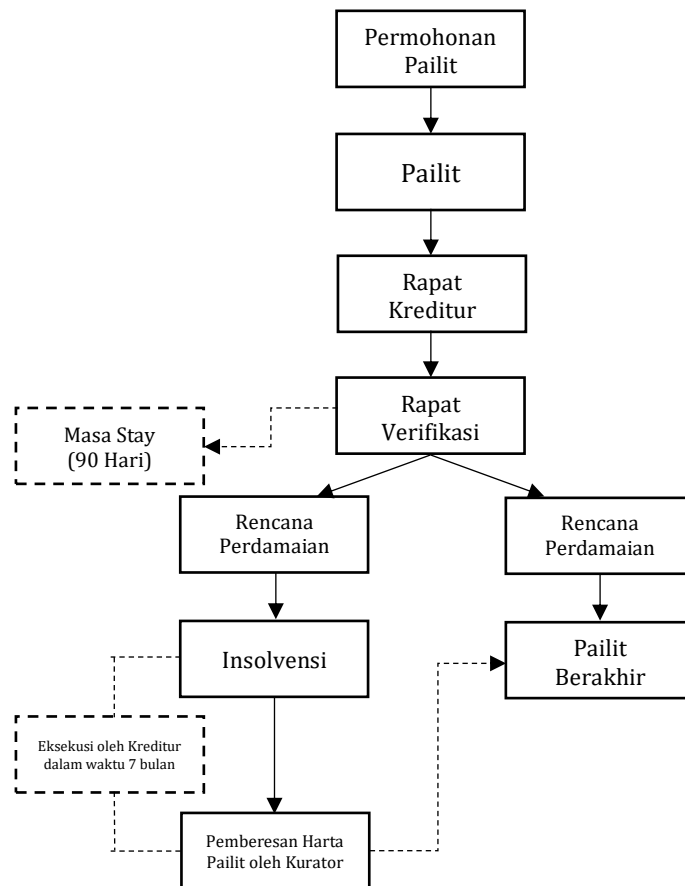 Permohonan
Pailit
Pailit
Rapat
Kreditur
Rapat
Verifikasi
Masa Stay
(90 Hari)
Rencana
Perdamaian
Rencana
Perdamaian
Insolvensi
Pailit
Berakhir
Eksekusi oleh Kreditur
dalam waktu 7 bulan
Pemberesan Harta
Pailit oleh Kurator